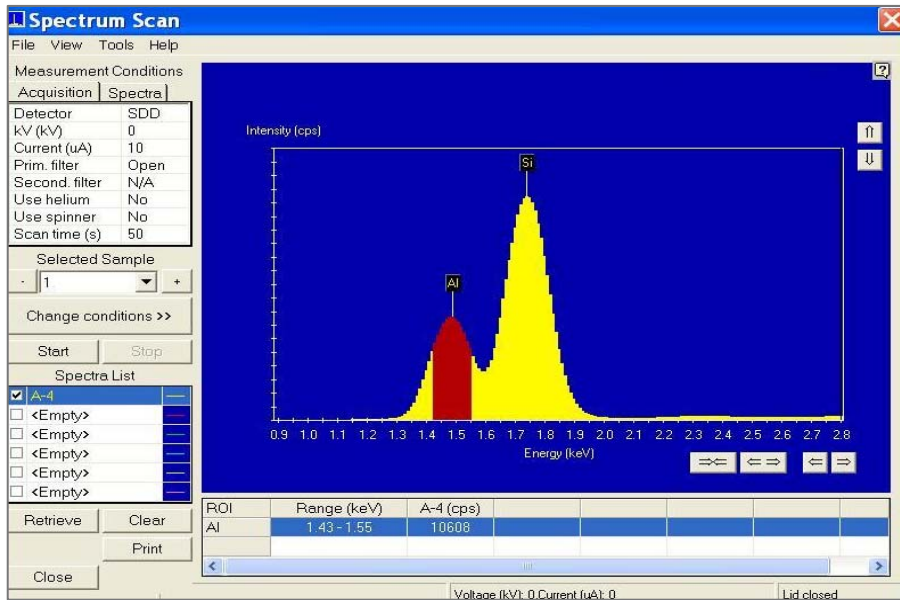 Spectrum Scan
File View Tools Help
Measurement Conditions
Acquisition Spectra
Detector SDD
kV (kV) 0
Current (uA) 10
Prim. filter Open
Second. filter N/A
Use helium No
Use spinner No
Scan time (s) 50
Selected Sample
- 1 +
Change conditions >>
Start Stop
Spectra List
A-4
<Empty>
<Empty>
<Empty>
<Empty>
<Empty>
Retrieve Clear
Print
Close
?
Intensity (cps)
Si
Al
0.9 1.0 1.1 1.2 1.3 1.4 1.5 1.6 1.7 1.8 1.9 2.0 2.1 2.2 2.3 2.4 2.5 2.6 2.7 2.8
Energy (keV)
ROI Range (keV) A-4 (cps)
Al 1.43 - 1.55 10608
Voltage (kV): 0 Current (uA): 0 Lid closed